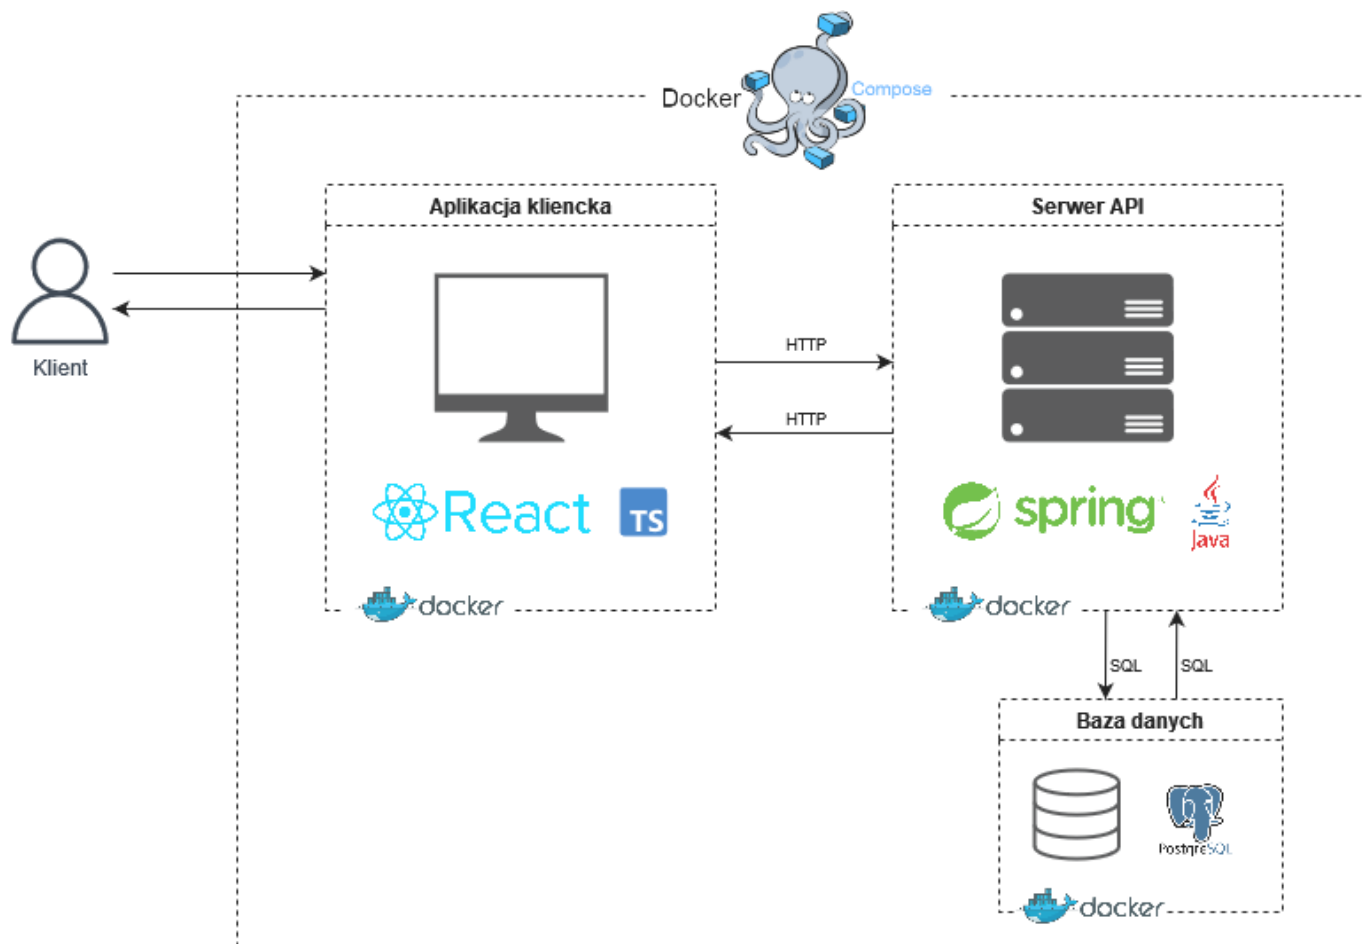 Docker
Compose
Aplikacja kliencka
Serwer API
Klient
HTTP
HTTP
React
TS
spring
Java
docker
docker
SQL
SQL
Baza danych
PostgreSQL
docker